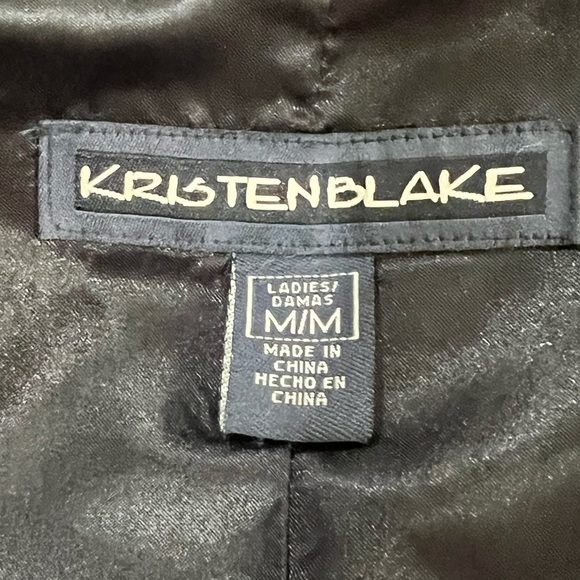 KRISTENBLAKE
LADIES/
DAMAS
M/M
MADE IN
CHINA
HECHO EN
CHINA